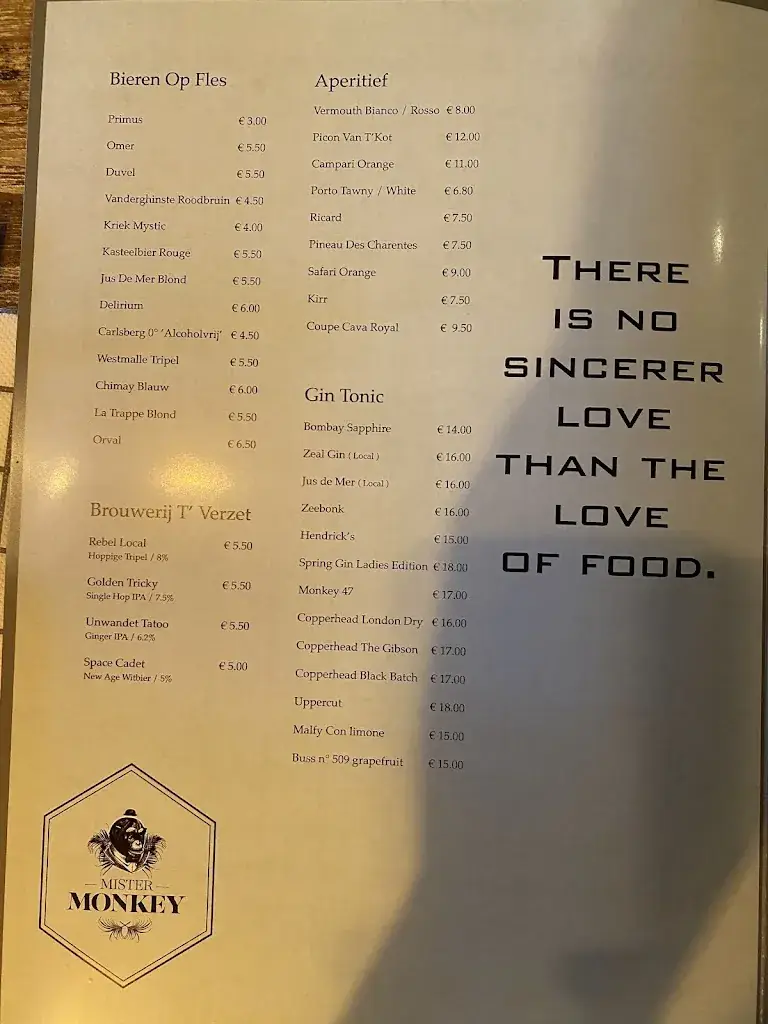 Bieren Op Fles
Primus € 3.00
Omer € 5.50
Duvel € 5.50
Vanderghinste Roodbruin € 4.50
Kriek Mystic € 4.00
Kasteelbier Rouge € 5.50
Jus De Mer Blond € 5.50
Delirium € 6.00
Carlsberg 0° 'Alcoholvrij' € 4.50
Westmalle Tripel € 5.50
Chimay Blauw € 6.00
La Trappe Blond € 5.50
Orval € 6.50
Brouwerij T' Verzet
Rebel Local € 5.50
Hoppige Tripel / 8%
Golden Tricky € 5.50
Single Hop IPA / 7.5%
Unwandet Tatoo € 5.50
Ginger IPA / 6.2%
Space Cadet € 5.00
New Age Witbier / 5%
MISTER
MONKEY
Aperitief
Vermouth Bianco / Rosso € 8.00
Picon Van T'Kot € 12.00
Campari Orange € 11.00
Porto Tawny / White € 6.80
Ricard € 7.50
Pineau Des Charentes € 7.50
Safari Orange € 9.00
Kirr € 7.50
Coupe Cava Royal € 9.50
Gin Tonic
Bombay Sapphire € 14.00
Zeal Gin ( Local ) € 16.00
Jus de Mer ( Local ) € 16.00
Zeebonk € 16.00
Hendrick's € 15.00
Spring Gin Ladies Edition € 18.00
Monkey 47 € 17.00
Copperhead London Dry € 16.00
Copperhead The Gibson € 17.00
Copperhead Black Batch € 17.00
Uppercut € 18.00
Malfy Con limone € 15.00
Buss n° 509 grapefruit € 15.00
THERE
IS NO
SINCERER
LOVE
THAN THE
LOVE
OF FOOD.